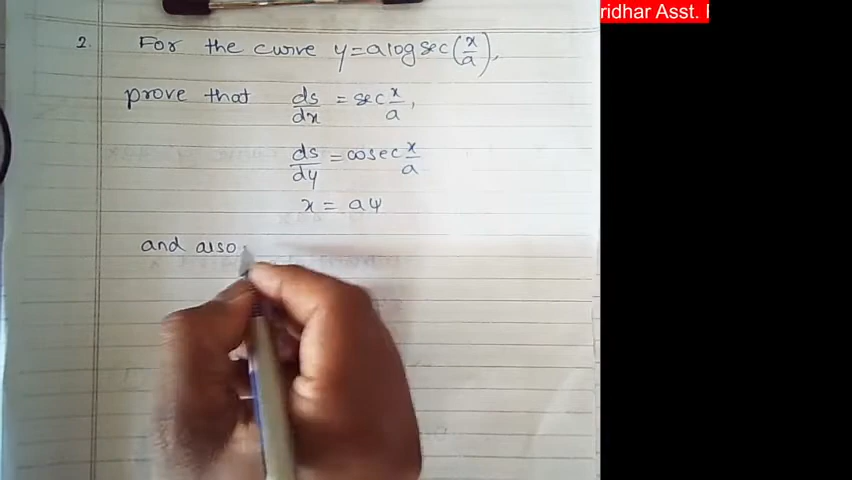 ridhar Asst.
2. For the curve y = a log sec(x/a),
prove that ds/dx = sec x/a,
ds/dy = cosec x/a
x = aψ
and also